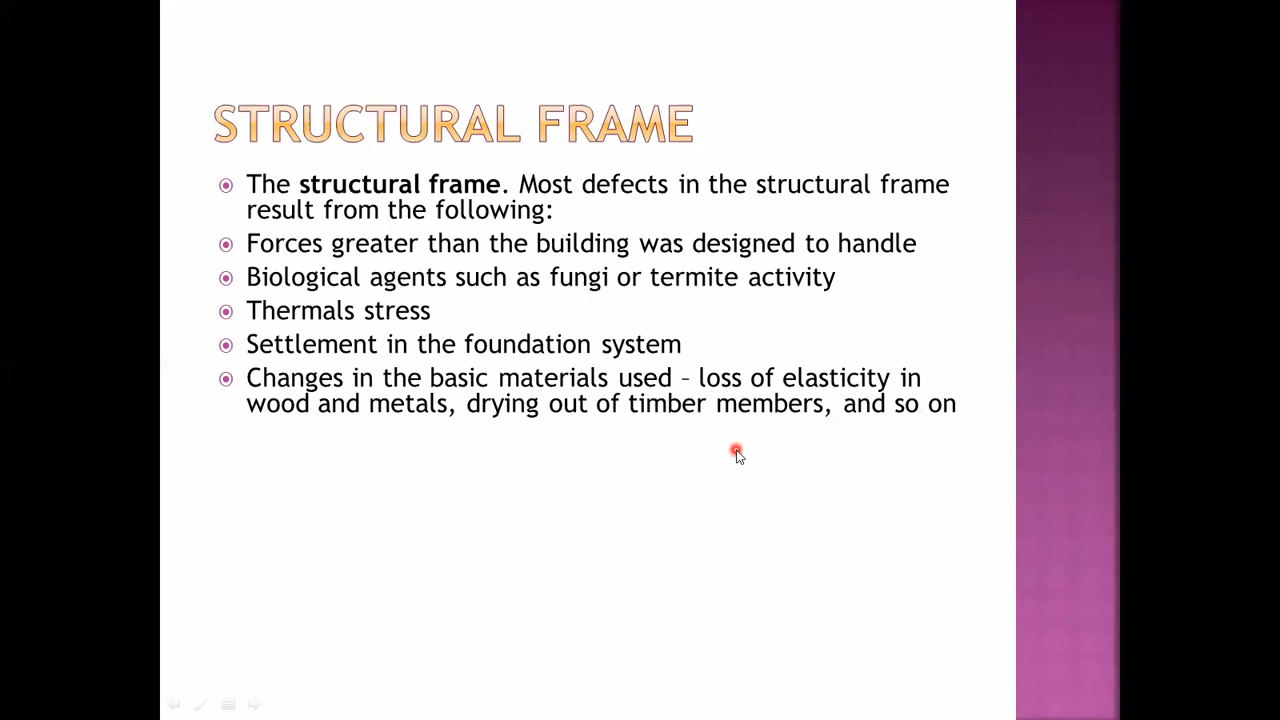 STRUCTURAL FRAME
The structural frame. Most defects in the structural frame
result from the following:
Forces greater than the building was designed to handle
Biological agents such as fungi or termite activity
Thermals stress
Settlement in the foundation system
Changes in the basic materials used – loss of elasticity in
wood and metals, drying out of timber members, and so on